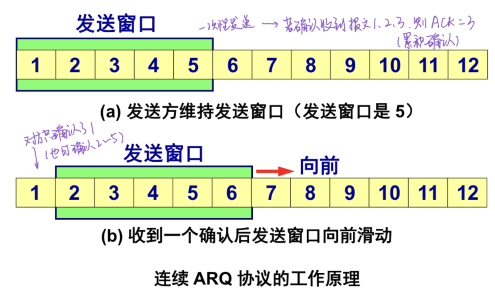 发送窗口
一次性发送 → 若确认收到报文1.2.3.则ACK=3
(累积确认)
1 2 3 4 5 6 7 8 9 10 11 12
(a) 发送方维持发送窗口（发送窗口是 5）
对方只确认了1
(也可确认2~5)
发送窗口
向前
1 2 3 4 5 6 7 8 9 10 11 12
(b) 收到一个确认后发送窗口向前滑动
连续 ARQ 协议的工作原理